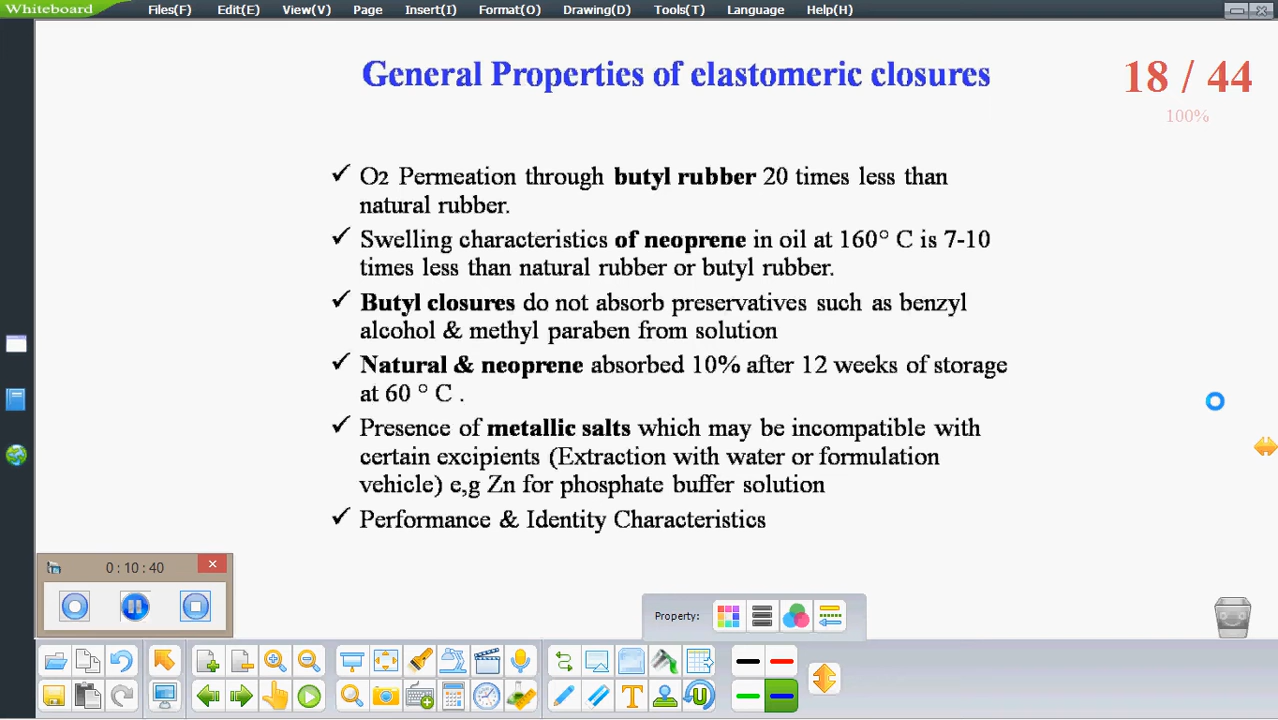 Whiteboard Files(F) Edit(E) View(V) Page Insert(I) Format(O) Drawing(D) Tools(T) Language Help(H)
General Properties of elastomeric closures
18 / 44
100%
✓ O2 Permeation through butyl rubber 20 times less than
natural rubber.
✓ Swelling characteristics of neoprene in oil at 160° C is 7-10
times less than natural rubber or butyl rubber.
✓ Butyl closures do not absorb preservatives such as benzyl
alcohol & methyl paraben from solution
✓ Natural & neoprene absorbed 10% after 12 weeks of storage
at 60 ° C .
✓ Presence of metallic salts which may be incompatible with
certain excipients (Extraction with water or formulation
vehicle) e,g Zn for phosphate buffer solution
✓ Performance & Identity Characteristics
0:10:40
Property: